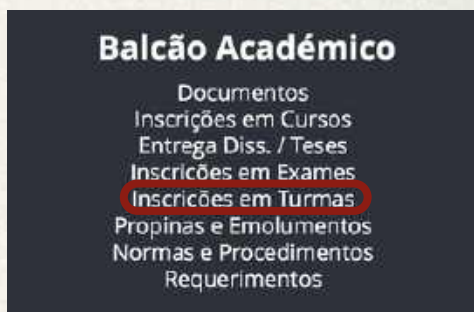 Balcão Académico
Documentos
Inscrições em Cursos
Entrega Diss. / Teses
Inscrições em Exames
Inscrições em Turmas
Propinas e Emolumentos
Normas e Procedimentos
Requerimentos